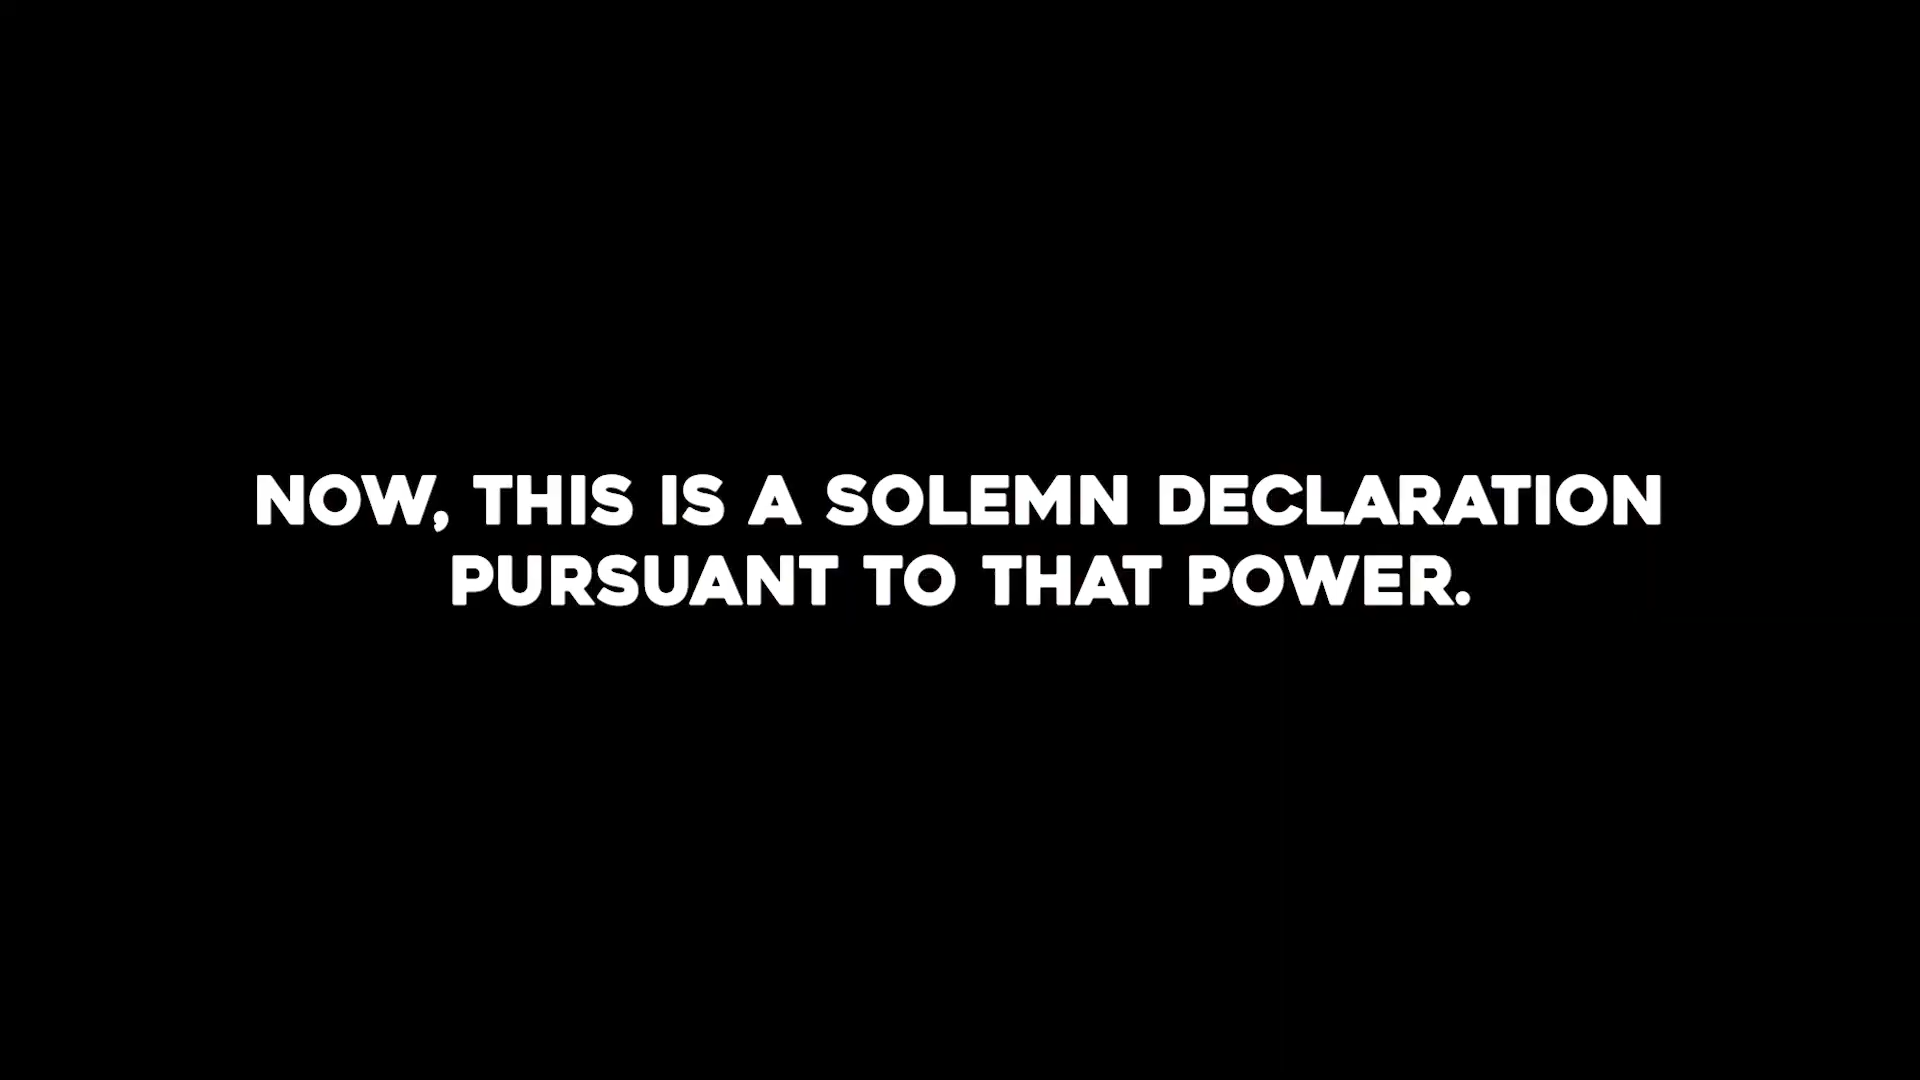 NOW, THIS IS A SOLEMN DECLARATION
PURSUANT TO THAT POWER.